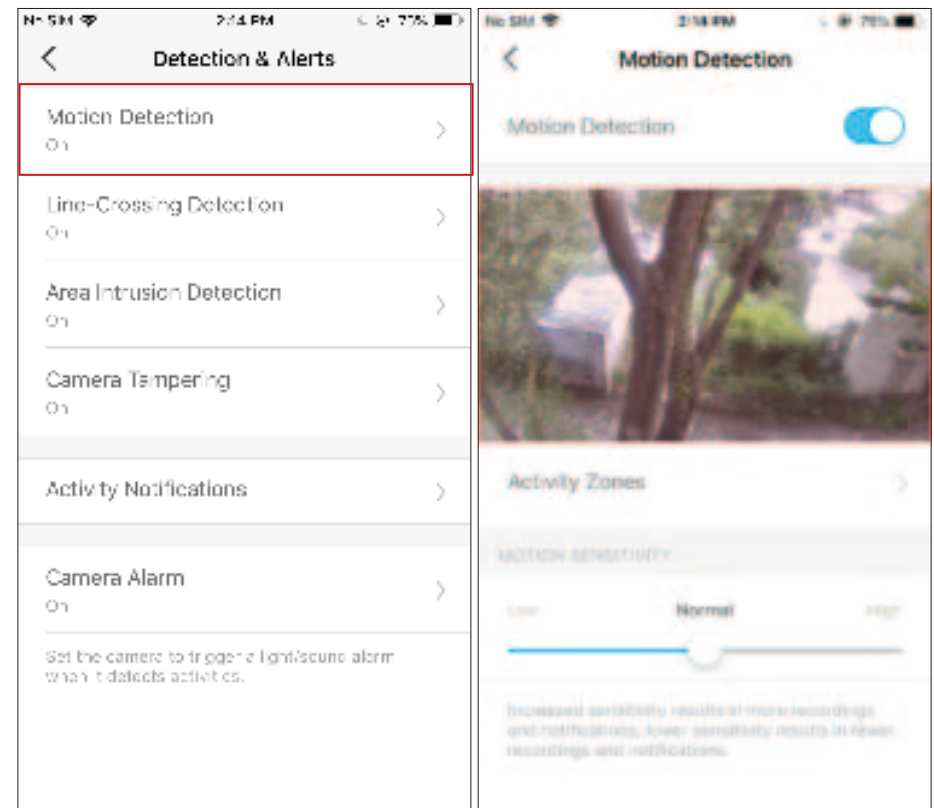 No SIM 2:14 PM 75%
Detection & Alerts
Motion Detection
On
Line-Crossing Detection
On
Area Intrusion Detection
On
Camera Tampering
On
Activity Notifications
Camera Alarm
On
Set the camera to trigger a light/sound alarm
when it detects activities.
No SIM 2:14 PM 75%
Motion Detection
Motion Detection
Activity Zones
MOTION SENSITIVITY
Low Normal High
Increased sensitivity results in more recordings
and notifications, lower sensitivity results in fewer
recordings and notifications.